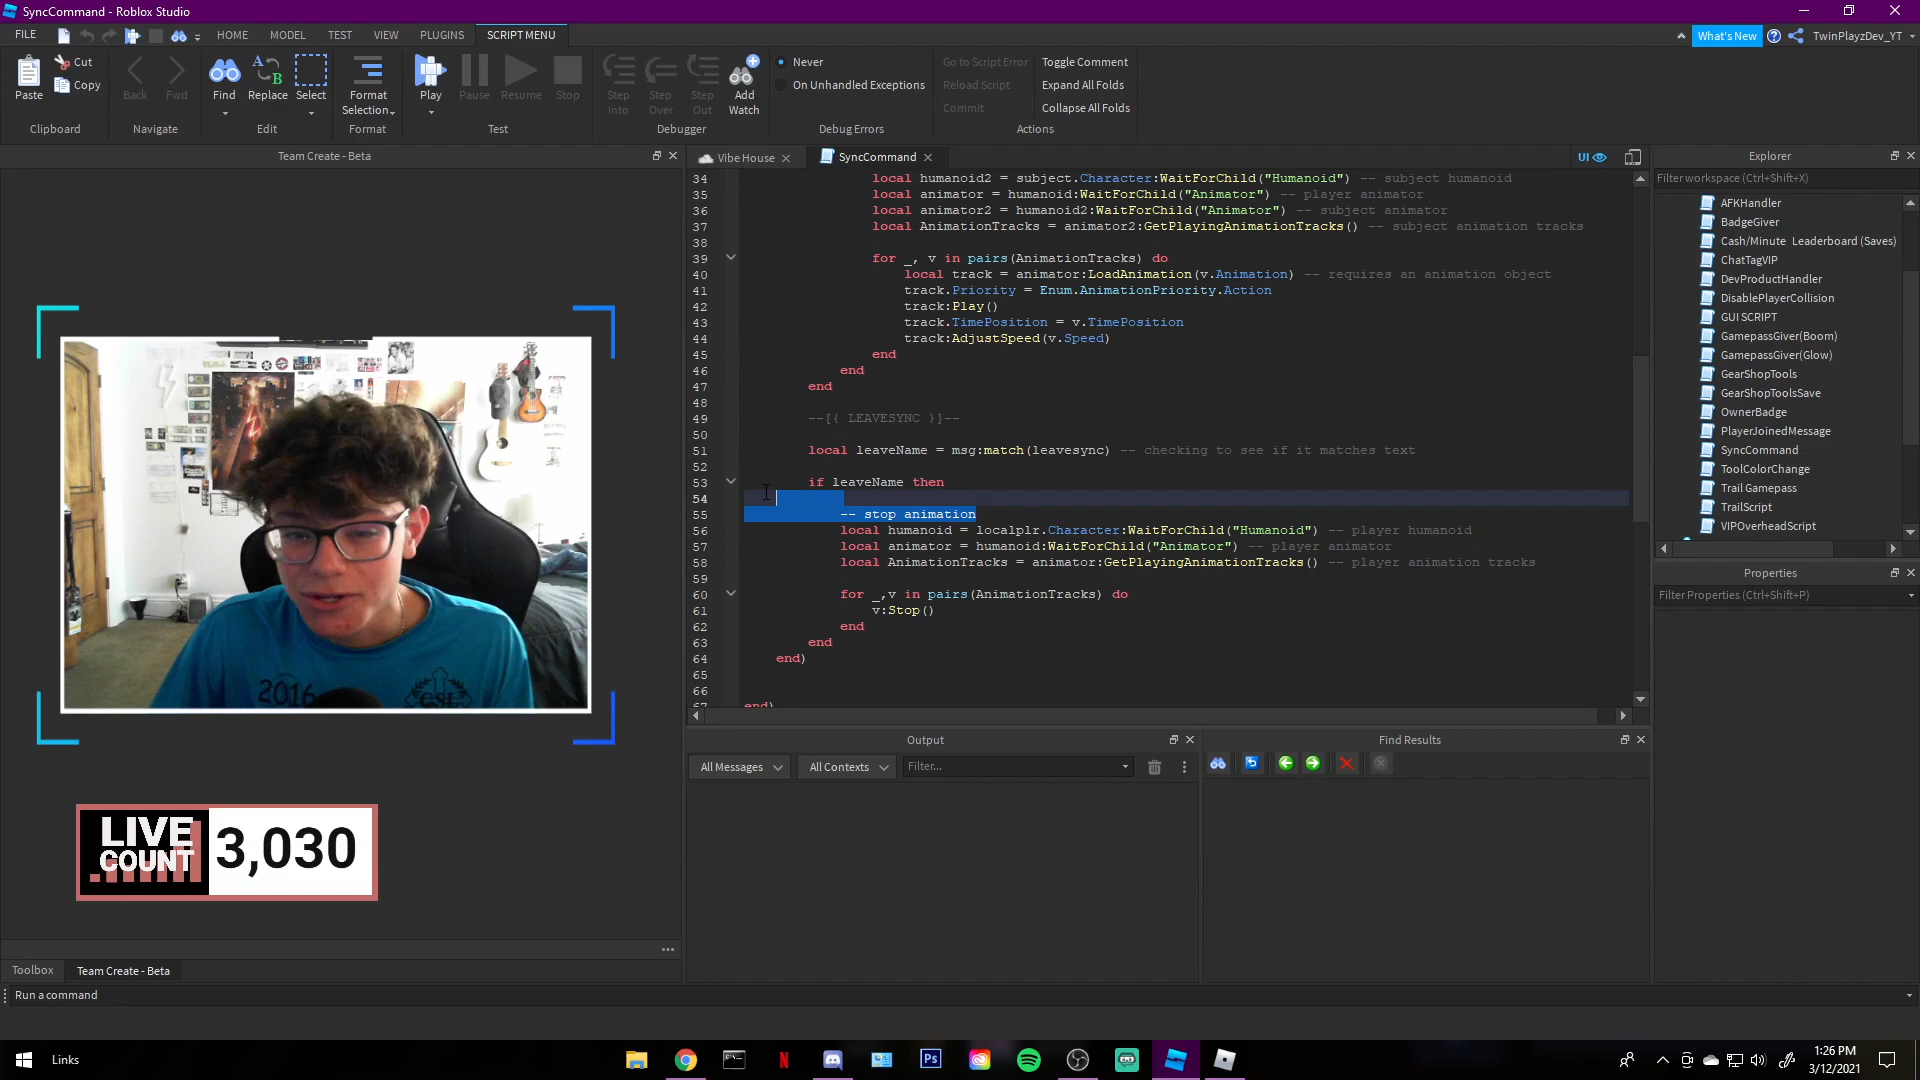 SyncCommand - Roblox Studio
FILE
HOME
MODEL
TEST
VIEW
PLUGINS
SCRIPT MENU
What's New
TwinPlayzDev_YT
Paste
Cut
Copy
Clipboard
Back
Fwd
Navigate
Find
Replace
Select
Edit
Format
Selection
Format
Play
Pause
Resume
Stop
Test
Step
Into
Step
Over
Step
Out
Add
Watch
Debugger
Never
On Unhandled Exceptions
Debug Errors
Go to Script Error
Reload Script
Commit
Toggle Comment
Expand All Folds
Collapse All Folds
Actions
Team Create - Beta
Vibe House
SyncCommand
UI
34 local humanoid2 = subject.Character:WaitForChild("Humanoid") -- subject humanoid
35 local animator = humanoid:WaitForChild("Animator") -- player animator
36 local animator2 = humanoid2:WaitForChild("Animator") -- subject animator
37 local AnimationTracks = animator2:GetPlayingAnimationTracks() -- subject animation tracks
38
39 for _, v in pairs(AnimationTracks) do
40 local track = animator:LoadAnimation(v.Animation) -- requires an animation object
41 track.Priority = Enum.AnimationPriority.Action
42 track:Play()
43 track.TimePosition = v.TimePosition
44 track:AdjustSpeed(v.Speed)
45 end
46 end
47 end
48
49 --[{ LEAVESYNC }]--
50
51 local leaveName = msg:match(leavesync) -- checking to see if it matches text
52
53 if leaveName then
54
55 -- stop animation
56 local humanoid = localplr.Character:WaitForChild("Humanoid") -- player humanoid
57 local animator = humanoid:WaitForChild("Animator") -- player animator
58 local AnimationTracks = animator:GetPlayingAnimationTracks() -- player animation tracks
59
60 for _,v in pairs(AnimationTracks) do
61 v:Stop()
62 end
63 end
64 end)
65
66
67 end)
Explorer
Filter workspace (Ctrl+Shift+X)
AFKHandler
BadgeGiver
Cash/Minute Leaderboard (Saves)
ChatTagVIP
DevProductHandler
DisablePlayerCollision
GUI SCRIPT
GamepassGiver(Boom)
GamepassGiver(Glow)
GearShopTools
GearShopToolsSave
OwnerBadge
PlayerJoinedMessage
SyncCommand
ToolColorChange
Trail Gamepass
TrailScript
VIPOverheadScript
Properties
Filter Properties (Ctrl+Shift+P)
2016
LIVE
COUNT
3,030
Output
All Messages
All Contexts
Filter...
Find Results
Toolbox
Team Create - Beta
Run a command
Links
Ps
1:26 PM
3/12/2021